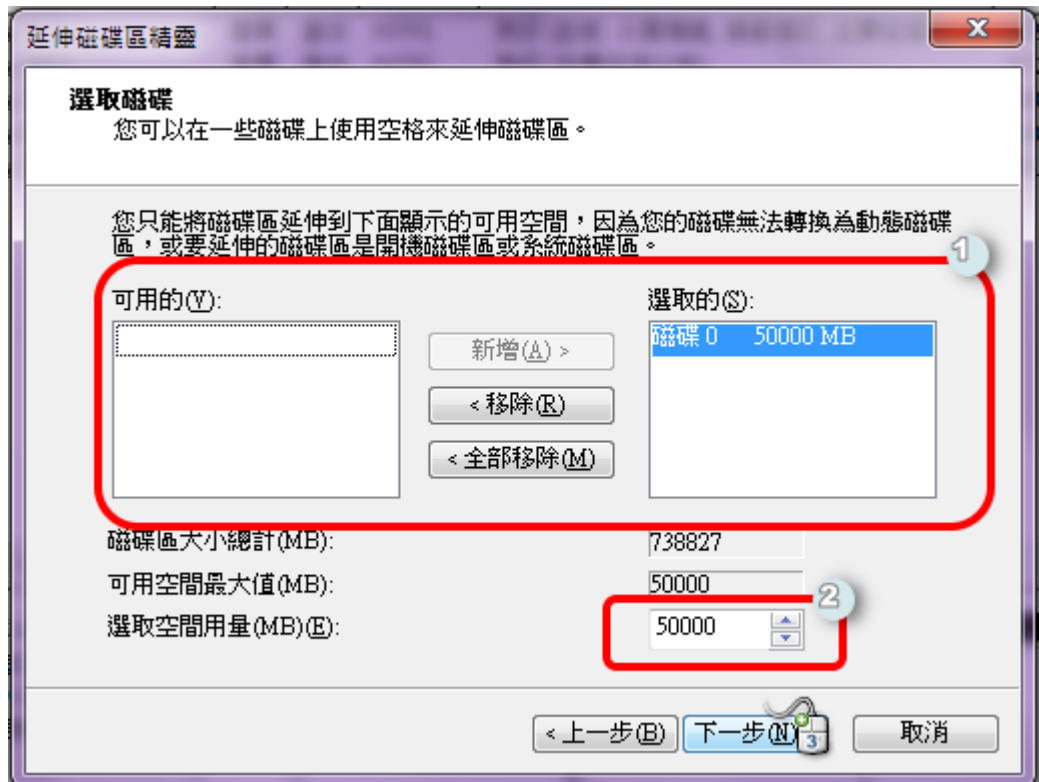 延伸磁碟區精靈
選取磁碟
您可以在一些磁碟上使用空格來延伸磁碟區。
您只能將磁碟區延伸到下面顯示的可用空間，因為您的磁碟無法轉換為動態磁碟
區，或要延伸的磁碟區是開機磁碟區或系統磁碟區。
1
可用的(V):
選取的(S):
磁碟 0 50000 MB
新增(A) >
< 移除(R)
< 全部移除(M)
磁碟區大小總計(MB): 738827
可用空間最大值(MB): 50000
2
選取空間用量(MB)(E): 50000
< 上一步(B) 下一步(N) 3 取消